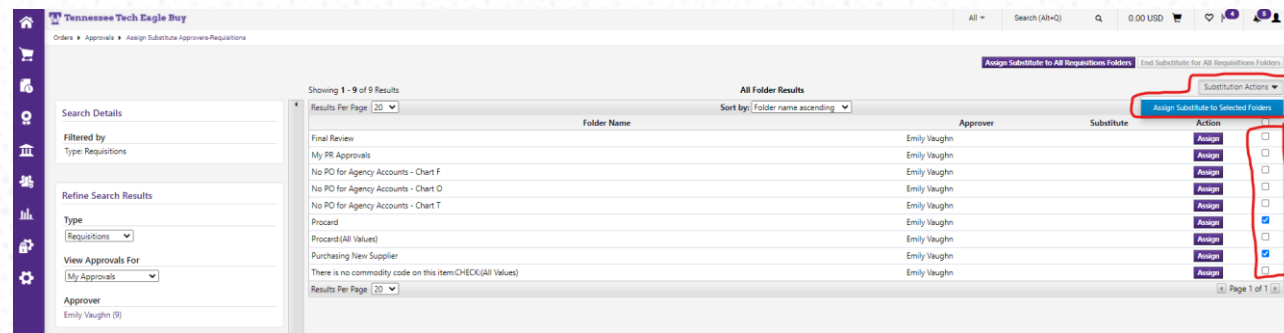 Tennessee Tech Eagle Buy
All
Search (Alt+Q)
0.00 USD
4
5
Orders
Approvals
Assign Substitute Approvers-Requisitions
Assign Substitute to All Requisitions Folders
End Substitute for All Requisitions Folders
Showing 1 - 9 of 9 Results
All Folder Results
Substitution Actions
Results Per Page 20
Sort by: Folder name ascending
Assign Substitute to Selected Folders
Search Details
Filtered by
Type: Requisitions
Refine Search Results
Type
Requisitions
View Approvals For
My Approvals
Approver
Emily Vaughn (9)
Folder Name Approver Substitute Action
Final Review Emily Vaughn Assign
My PR Approvals Emily Vaughn Assign
No PO for Agency Accounts - Chart F Emily Vaughn Assign
No PO for Agency Accounts - Chart O Emily Vaughn Assign
No PO for Agency Accounts - Chart T Emily Vaughn Assign
Procard Emily Vaughn Assign
Procard:(All Values) Emily Vaughn Assign
Purchasing New Supplier Emily Vaughn Assign
There is no commodity code on this item:CHECK:(All Values) Emily Vaughn Assign
Results Per Page 20
Page 1 of 1